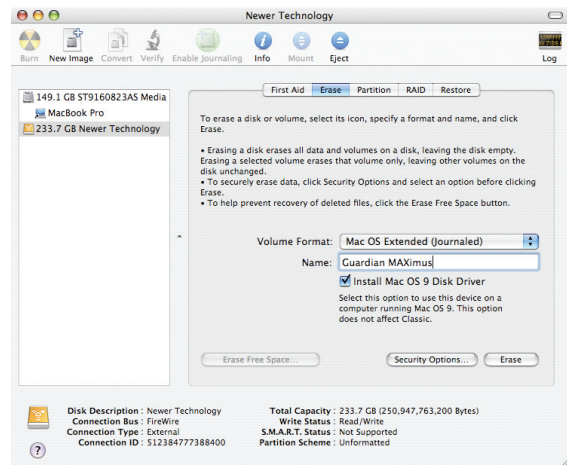 Newer Technology
Burn New Image Convert Verify Enable Journaling Info Mount Eject Log
First Aid Erase Partition RAID Restore
149.1 GB ST9160823AS Media
MacBook Pro
233.7 GB Newer Technology
To erase a disk or volume, select its icon, specify a format and name, and click
Erase.
• Erasing a disk erases all data and volumes on a disk, leaving the disk empty.
Erasing a selected volume erases that volume only, leaving other volumes on the
disk unchanged.
• To securely erase data, click Security Options and select an option before clicking
Erase.
• To help prevent recovery of deleted files, click the Erase Free Space button.
Volume Format: Mac OS Extended (Journaled)
Name: Guardian MAXimus
Install Mac OS 9 Disk Driver
Select this option to use this device on a
computer running Mac OS 9. This option
does not affect Classic.
Erase Free Space... Security Options... Erase
Disk Description : Newer Technology Total Capacity : 233.7 GB (250,947,763,200 Bytes)
Connection Bus : FireWire Write Status : Read/Write
Connection Type : External S.M.A.R.T. Status : Not Supported
Connection ID : 512384777388400 Partition Scheme : Unformatted
?